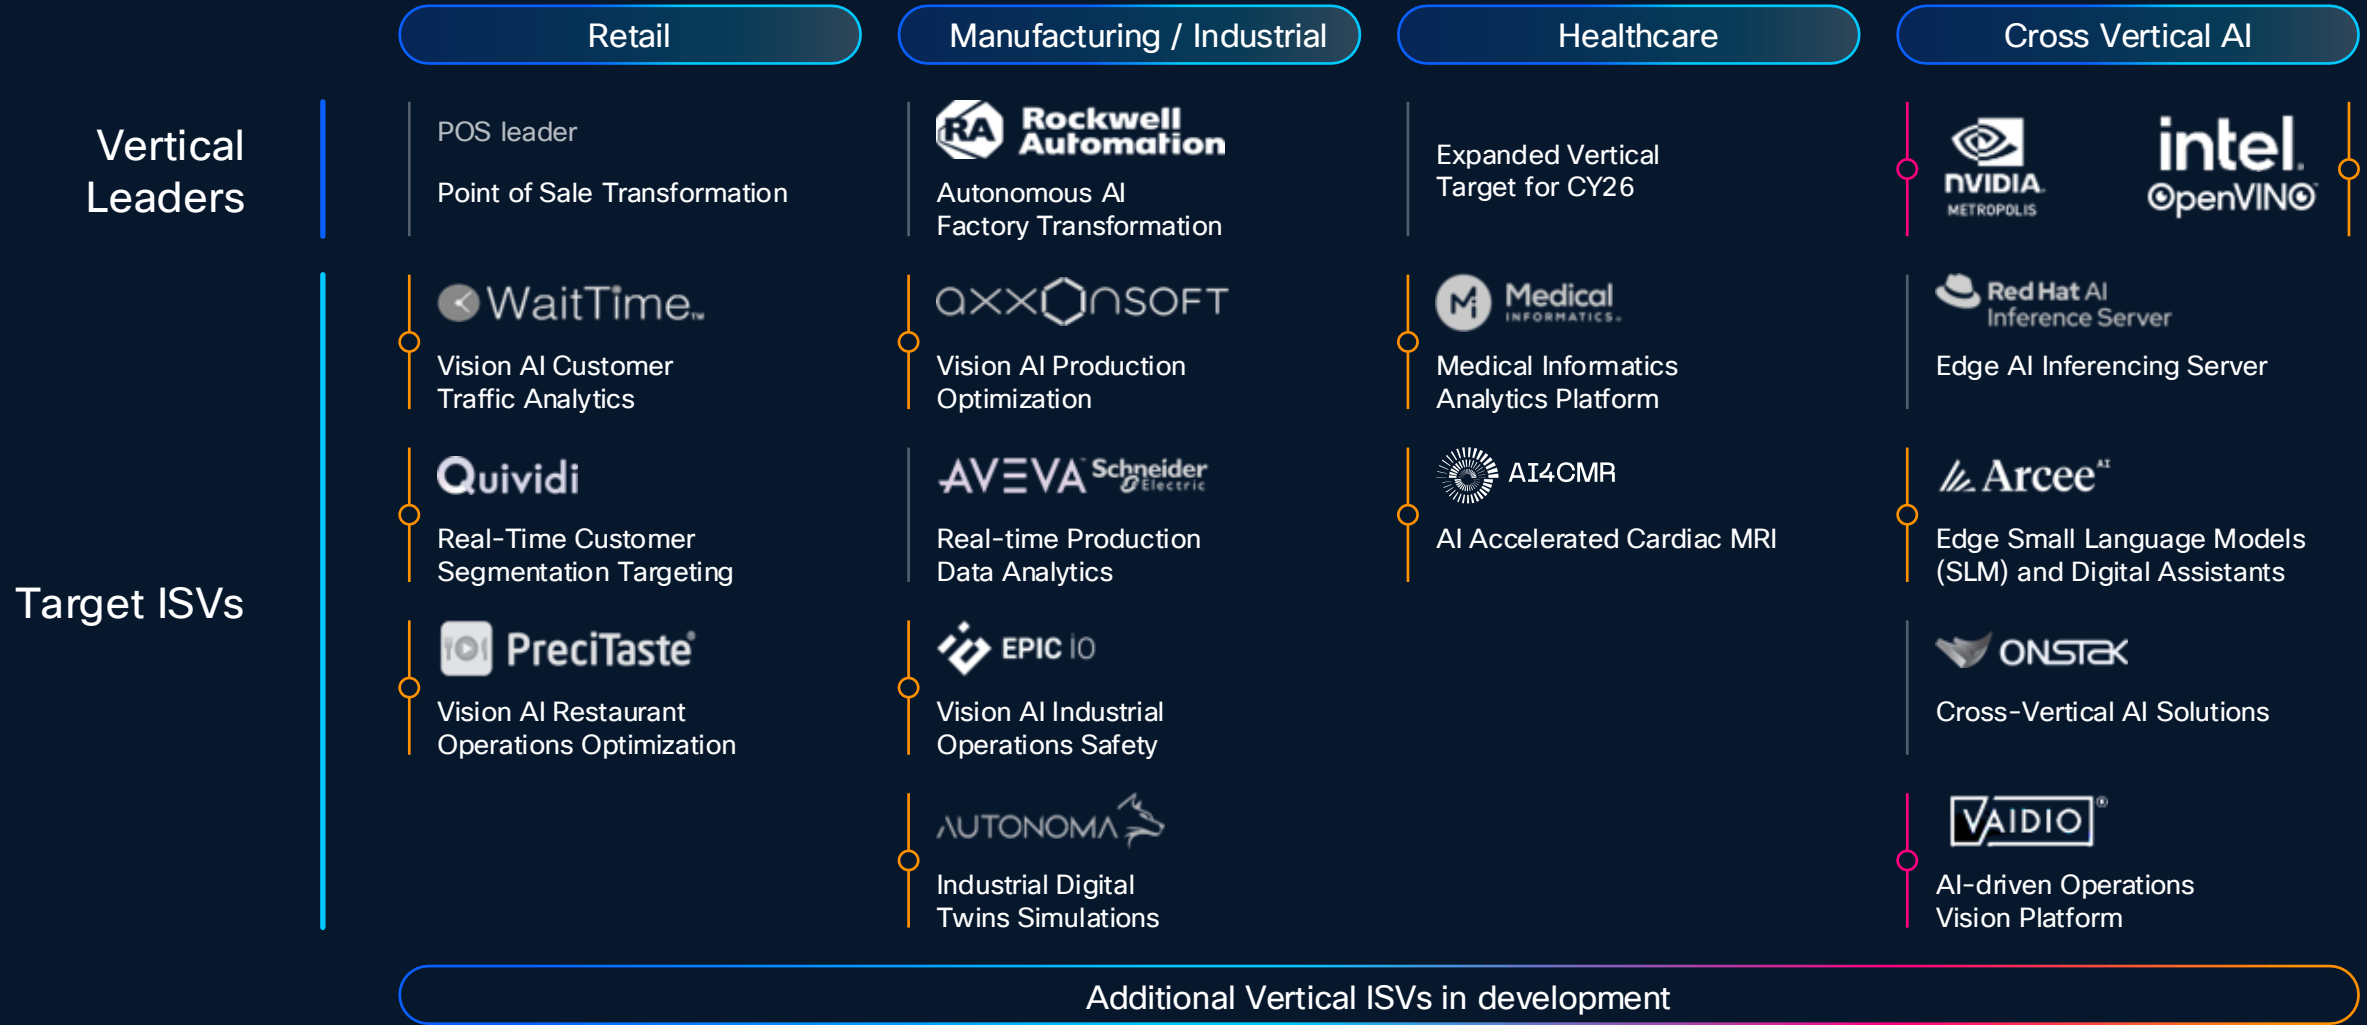 Retail
Manufacturing / Industrial
Healthcare
Cross Vertical AI
Vertical
Leaders
POS leader
Point of Sale Transformation
RA Rockwell
Automation
Autonomous AI
Factory Transformation
Expanded Vertical
Target for CY26
NVIDIA.
METROPOLIS
intel.
OpenVINO
Target ISVs
WaitTime™
Vision AI Customer
Traffic Analytics
axxonsoft
Vision AI Production
Optimization
Mi Medical
INFORMATICS
Medical Informatics
Analytics Platform
Red Hat AI
Inference Server
Edge AI Inferencing Server
Quividi
Real-Time Customer
Segmentation Targeting
AVEVA Schneider
Electric
Real-time Production
Data Analytics
AI4CMR
AI Accelerated Cardiac MRI
Arcee AI
Edge Small Language Models
(SLM) and Digital Assistants
PreciTaste®
Vision AI Restaurant
Operations Optimization
EPIC iO
Vision AI Industrial
Operations Safety
ONSTAK
Cross-Vertical AI Solutions
AUTONOMA
Industrial Digital
Twins Simulations
VAIDIO®
AI-driven Operations
Vision Platform
Additional Vertical ISVs in development